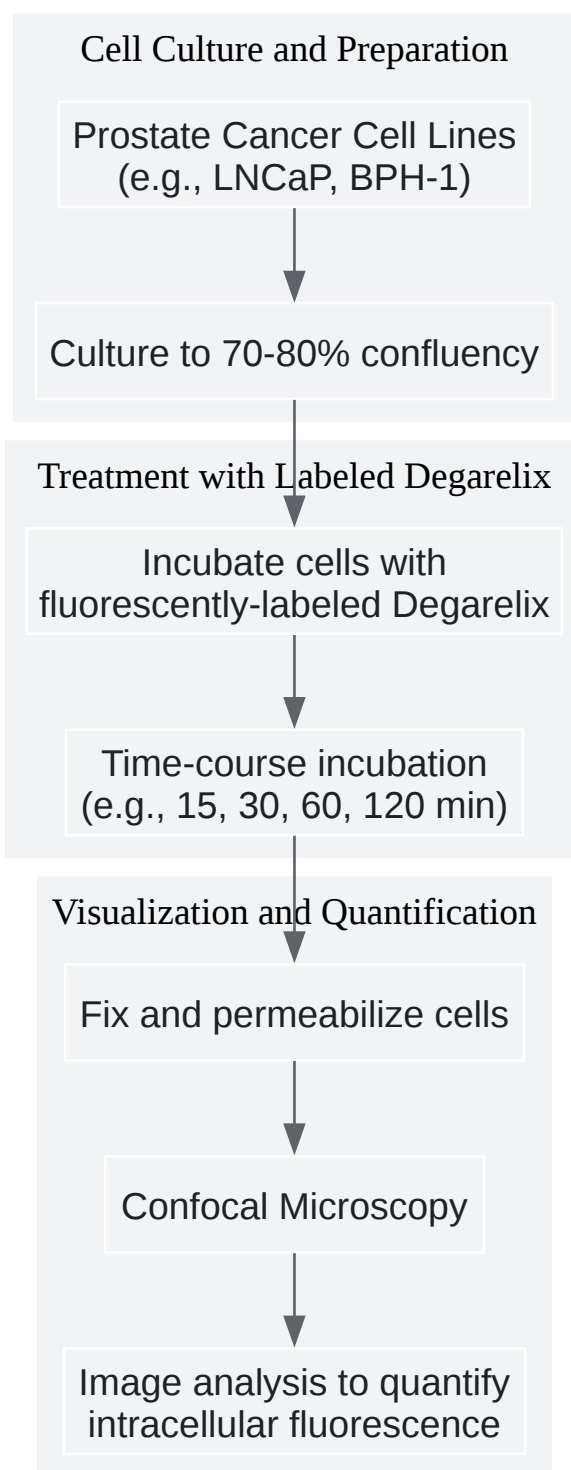 Cell Culture and Preparation
Prostate Cancer Cell Lines
(e.g., LNCaP, BPH-1)
Culture to 70-80% confluency
Treatment with Labeled Degarelix
Incubate cells with
fluorescently-labeled Degarelix
Time-course incubation
(e.g., 15, 30, 60, 120 min)
Visualization and Quantification
Fix and permeabilize cells
Confocal Microscopy
Image analysis to quantify
intracellular fluorescence